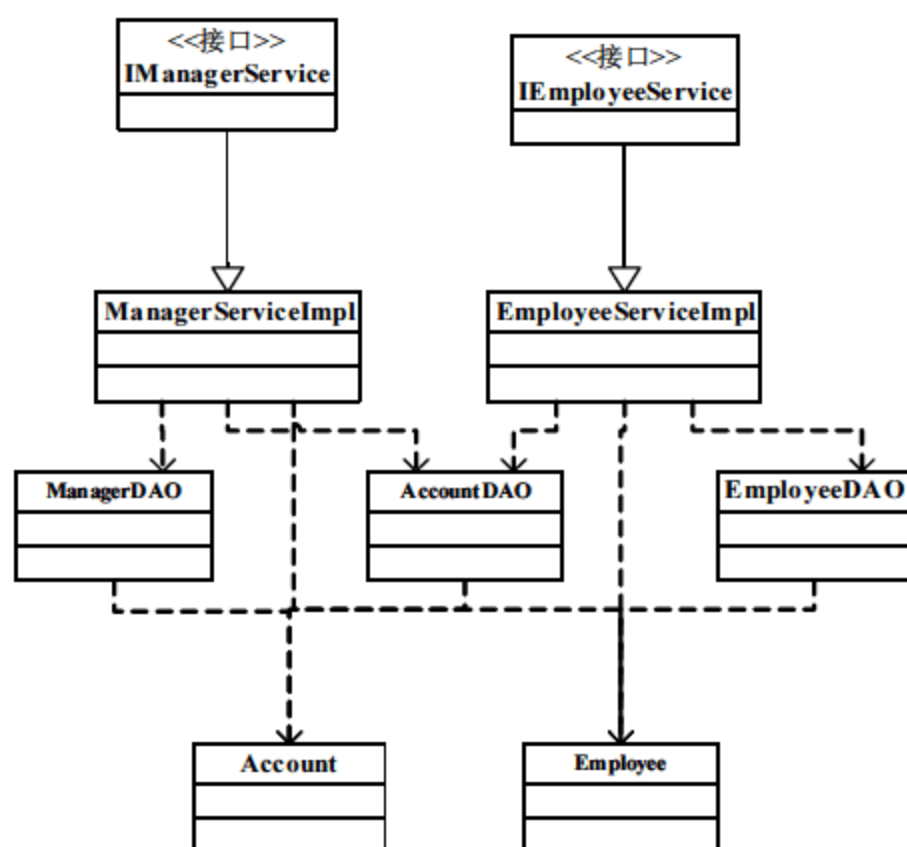 <<接口>>
IManagerService
<<接口>>
IEmployeeService
ManagerServiceImpl
EmployeeServiceImpl
ManagerDAO
AccountDAO
EmployeeDAO
Account
Employee